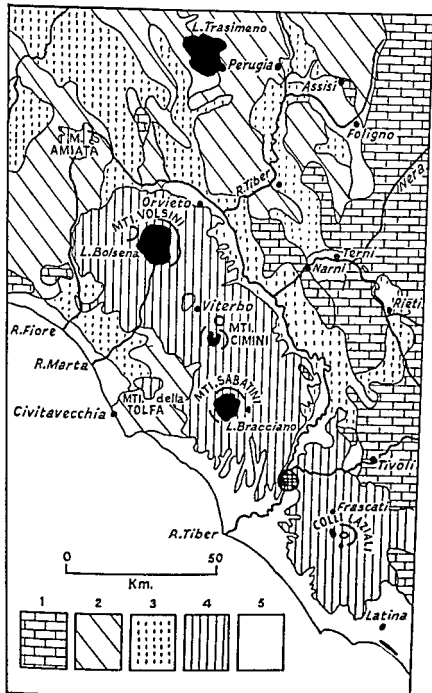 L. Trasimeno
Perugia
Assisi
Foligno
M. AMIATA
R. Tiber
Nera
Orvieto
MTI. VOLSINI
L. Bolsena
Terni
Narni
Rieti
Viterbo
MTI. CIMINI
R. Fiore
R. Marta
MTI. della TOLFA
MTI. SABATINI
Civitavecchia
L. Bracciano
Tivoli
R. Tiber
Frascati
COLLI LAZIALI
Latina
0 50
Km.
1 2 3 4 5